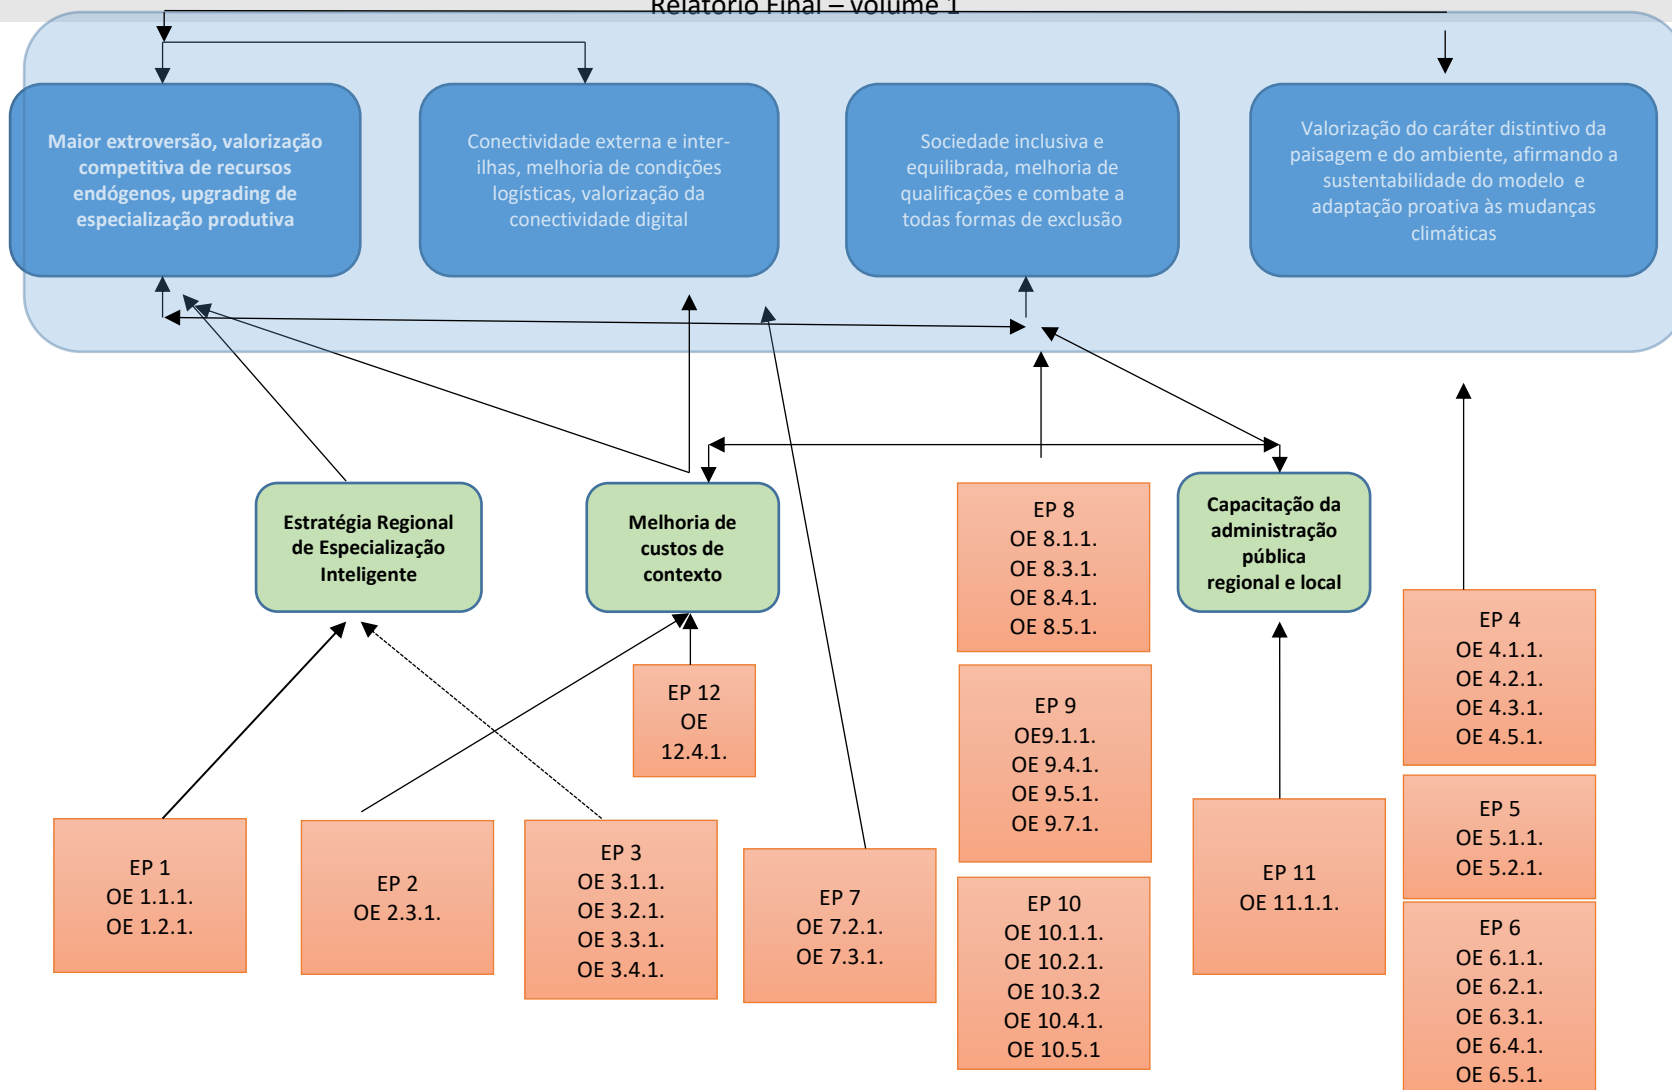 Relatório Final – volume 1
Maior extroversão, valorização
competitiva de recursos
endógenos, upgrading de
especialização produtiva
Conectividade externa e inter-
ilhas, melhoria de condições
logísticas, valorização da
conectividade digital
Sociedade inclusiva e
equilibrada, melhoria de
qualificações e combate a
todas formas de exclusão
Valorização do caráter distintivo da
paisagem e do ambiente, afirmando a
sustentabilidade do modelo e
adaptação proativa às mudanças
climáticas
Estratégia Regional
de Especialização
Inteligente
Melhoria de
custos de
contexto
EP 8
OE 8.1.1.
OE 8.3.1.
OE 8.4.1.
OE 8.5.1.
Capacitação da
administração
pública
regional e local
EP 4
OE 4.1.1.
OE 4.2.1.
OE 4.3.1.
OE 4.5.1.
EP 12
OE
12.4.1.
EP 9
OE9.1.1.
OE 9.4.1.
OE 9.5.1.
OE 9.7.1.
EP 5
OE 5.1.1.
OE 5.2.1.
EP 1
OE 1.1.1.
OE 1.2.1.
EP 2
OE 2.3.1.
EP 3
OE 3.1.1.
OE 3.2.1.
OE 3.3.1.
OE 3.4.1.
EP 7
OE 7.2.1.
OE 7.3.1.
EP 10
OE 10.1.1.
OE 10.2.1.
OE 10.3.2
OE 10.4.1.
OE 10.5.1
EP 11
OE 11.1.1.
EP 6
OE 6.1.1.
OE 6.2.1.
OE 6.3.1.
OE 6.4.1.
OE 6.5.1.